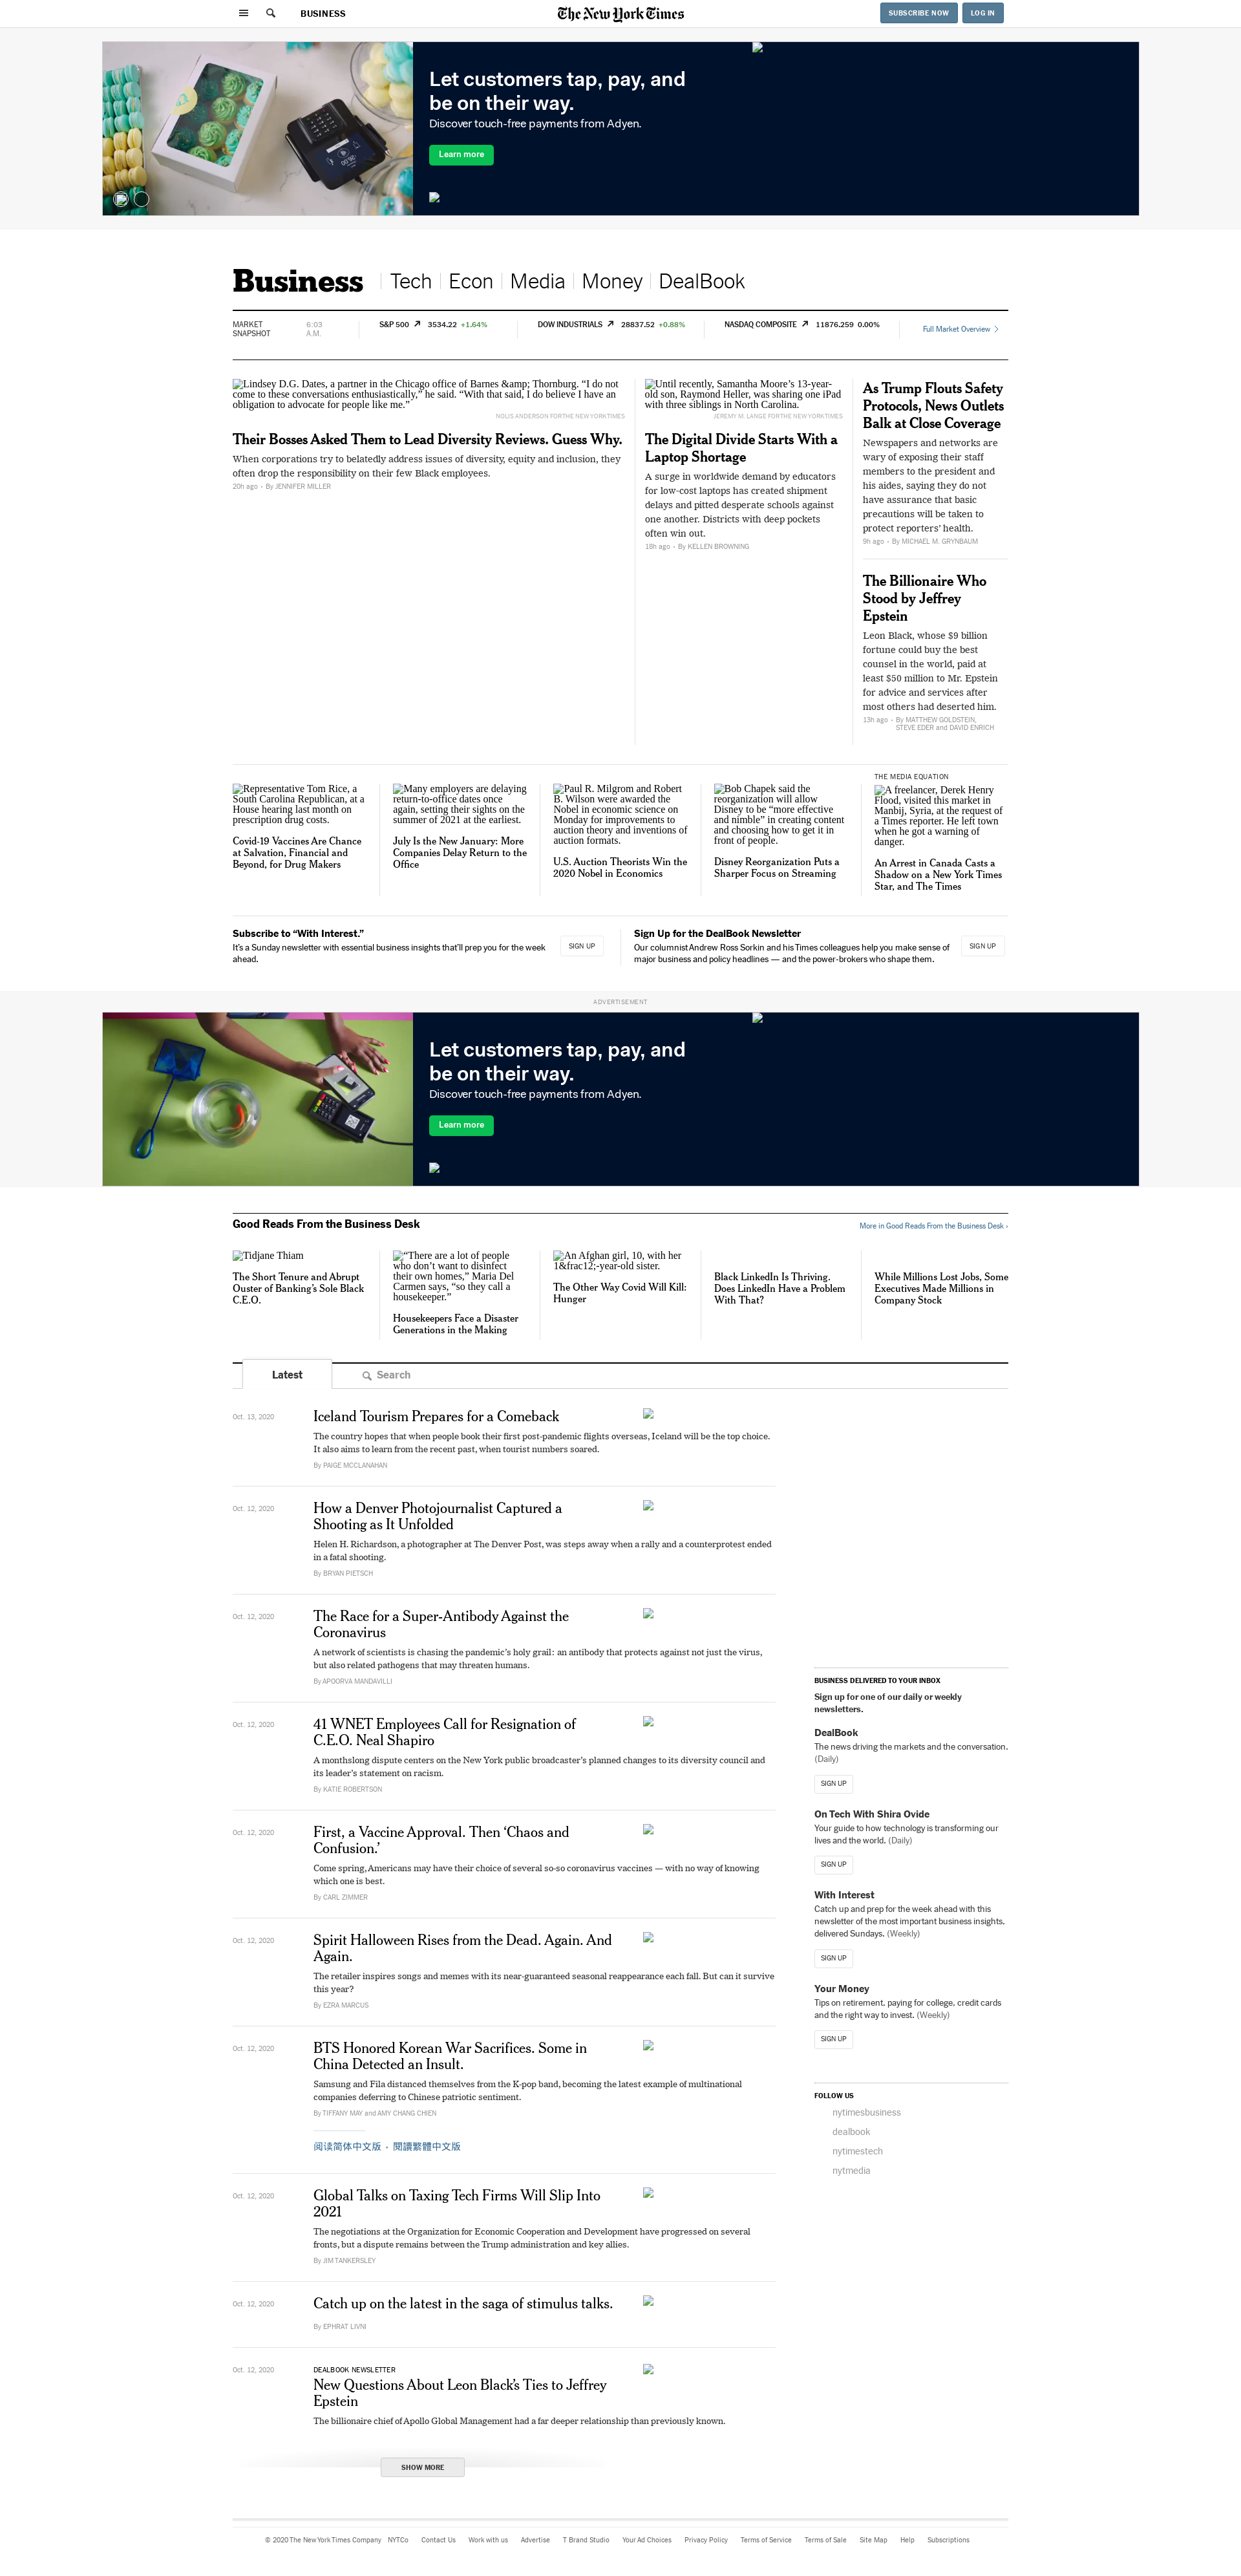 BUSINESS
The New York Times
SUBSCRIBE NOW
LOG IN
Let customers tap, pay, and
be on their way.
Discover touch-free payments from Adyen.
Learn more
Business
Tech
Econ
Media
Money
DealBook
MARKET
SNAPSHOT
6:03
A.M.
S&P 500 3534.22 +1.64%
DOW INDUSTRIALS 28837.52 +0.88%
NASDAQ COMPOSITE 11876.259 0.00%
Full Market Overview
Lindsey D.G. Dates, a partner in the Chicago office of Barnes &amp; Thornburg. “I do not
come to these conversations enthusiastically,” he said. “With that said, I do believe I have an
obligation to advocate for people like me.”
NOLIS ANDERSON FOR THE NEW YORK TIMES
Their Bosses Asked Them to Lead Diversity Reviews. Guess Why.
When corporations try to belatedly address issues of diversity, equity and inclusion, they
often drop the responsibility on their few Black employees.
20h ago • By JENNIFER MILLER
Until recently, Samantha Moore’s 13-year-
old son, Raymond Heller, was sharing one iPad
with three siblings in North Carolina.
JEREMY M. LANGE FOR THE NEW YORK TIMES
The Digital Divide Starts With a
Laptop Shortage
A surge in worldwide demand by educators
for low-cost laptops has created shipment
delays and pitted desperate schools against
one another. Districts with deep pockets
often win out.
18h ago • By KELLEN BROWNING
As Trump Flouts Safety
Protocols, News Outlets
Balk at Close Coverage
Newspapers and networks are
wary of exposing their staff
members to the president and
his aides, saying they do not
have assurance that basic
precautions will be taken to
protect reporters’ health.
9h ago • By MICHAEL M. GRYNBAUM
The Billionaire Who
Stood by Jeffrey
Epstein
Leon Black, whose $9 billion
fortune could buy the best
counsel in the world, paid at
least $50 million to Mr. Epstein
for advice and services after
most others had deserted him.
13h ago • By MATTHEW GOLDSTEIN,
STEVE EDER and DAVID ENRICH
Representative Tom Rice, a
South Carolina Republican, at a
House hearing last month on
prescription drug costs.
Covid-19 Vaccines Are Chance
at Salvation, Financial and
Beyond, for Drug Makers
Many employers are delaying
return-to-office dates once
again, setting their sights on the
summer of 2021 at the earliest.
July Is the New January: More
Companies Delay Return to the
Office
Paul R. Milgrom and Robert
B. Wilson were awarded the
Nobel in economic science on
Monday for improvements to
auction theory and inventions of
auction formats.
U.S. Auction Theorists Win the
2020 Nobel in Economics
Bob Chapek said the
reorganization will allow
Disney to be “more effective
and nimble” in creating content
and choosing how to get it in
front of people.
Disney Reorganization Puts a
Sharper Focus on Streaming
THE MEDIA EQUATION
A freelancer, Derek Henry
Flood, visited this market in
Manbij, Syria, at the request of
a Times reporter. He left town
when he got a warning of
danger.
An Arrest in Canada Casts a
Shadow on a New York Times
Star, and The Times
Subscribe to “With Interest.”
It’s a Sunday newsletter with essential business insights that’ll prep you for the week
ahead.
SIGN UP
Sign Up for the DealBook Newsletter
Our columnist Andrew Ross Sorkin and his Times colleagues help you make sense of
major business and policy headlines — and the power-brokers who shape them.
SIGN UP
ADVERTISEMENT
Let customers tap, pay, and
be on their way.
Discover touch-free payments from Adyen.
Learn more
Good Reads From the Business Desk
More in Good Reads From the Business Desk ›
Tidjane Thiam
The Short Tenure and Abrupt
Ouster of Banking’s Sole Black
C.E.O.
“There are a lot of people
who don’t want to disinfect
their own homes,” Maria Del
Carmen says, “so they call a
housekeeper.”
Housekeepers Face a Disaster
Generations in the Making
An Afghan girl, 10, with her
1&frac12;-year-old sister.
The Other Way Covid Will Kill:
Hunger
Black LinkedIn Is Thriving.
Does LinkedIn Have a Problem
With That?
While Millions Lost Jobs, Some
Executives Made Millions in
Company Stock
Latest
Search
Oct. 13, 2020
Iceland Tourism Prepares for a Comeback
The country hopes that when people book their first post-pandemic flights overseas, Iceland will be the top choice.
It also aims to learn from the recent past, when tourist numbers soared.
By PAIGE MCCLANAHAN
Oct. 12, 2020
How a Denver Photojournalist Captured a
Shooting as It Unfolded
Helen H. Richardson, a photographer at The Denver Post, was steps away when a rally and a counterprotest ended
in a fatal shooting.
By BRYAN PIETSCH
Oct. 12, 2020
The Race for a Super-Antibody Against the
Coronavirus
A network of scientists is chasing the pandemic’s holy grail: an antibody that protects against not just the virus,
but also related pathogens that may threaten humans.
By APOORVA MANDAVILLI
Oct. 12, 2020
41 WNET Employees Call for Resignation of
C.E.O. Neal Shapiro
A monthslong dispute centers on the New York public broadcaster’s planned changes to its diversity council and
its leader’s statement on racism.
By KATIE ROBERTSON
Oct. 12, 2020
First, a Vaccine Approval. Then ‘Chaos and
Confusion.’
Come spring, Americans may have their choice of several so-so coronavirus vaccines — with no way of knowing
which one is best.
By CARL ZIMMER
Oct. 12, 2020
Spirit Halloween Rises from the Dead. Again. And
Again.
The retailer inspires songs and memes with its near-guaranteed seasonal reappearance each fall. But can it survive
this year?
By EZRA MARCUS
Oct. 12, 2020
BTS Honored Korean War Sacrifices. Some in
China Detected an Insult.
Samsung and Fila distanced themselves from the K-pop band, becoming the latest example of multinational
companies deferring to Chinese patriotic sentiment.
By TIFFANY MAY and AMY CHANG CHIEN
阅读简体中文版 • 閱讀繁體中文版
Oct. 12, 2020
Global Talks on Taxing Tech Firms Will Slip Into
2021
The negotiations at the Organization for Economic Cooperation and Development have progressed on several
fronts, but a dispute remains between the Trump administration and key allies.
By JIM TANKERSLEY
Oct. 12, 2020
Catch up on the latest in the saga of stimulus talks.
By EPHRAT LIVNI
Oct. 12, 2020
DEALBOOK NEWSLETTER
New Questions About Leon Black’s Ties to Jeffrey
Epstein
The billionaire chief of Apollo Global Management had a far deeper relationship than previously known.
SHOW MORE
BUSINESS DELIVERED TO YOUR INBOX
Sign up for one of our daily or weekly
newsletters.
DealBook
The news driving the markets and the conversation.
(Daily)
SIGN UP
On Tech With Shira Ovide
Your guide to how technology is transforming our
lives and the world. (Daily)
SIGN UP
With Interest
Catch up and prep for the week ahead with this
newsletter of the most important business insights,
delivered Sundays. (Weekly)
SIGN UP
Your Money
Tips on retirement, paying for college, credit cards
and the right way to invest. (Weekly)
SIGN UP
FOLLOW US
nytimesbusiness
dealbook
nytimestech
nytmedia
© 2020 The New York Times Company NYTCo Contact Us Work with us Advertise T Brand Studio Your Ad Choices Privacy Policy Terms of Service Terms of Sale Site Map Help Subscriptions